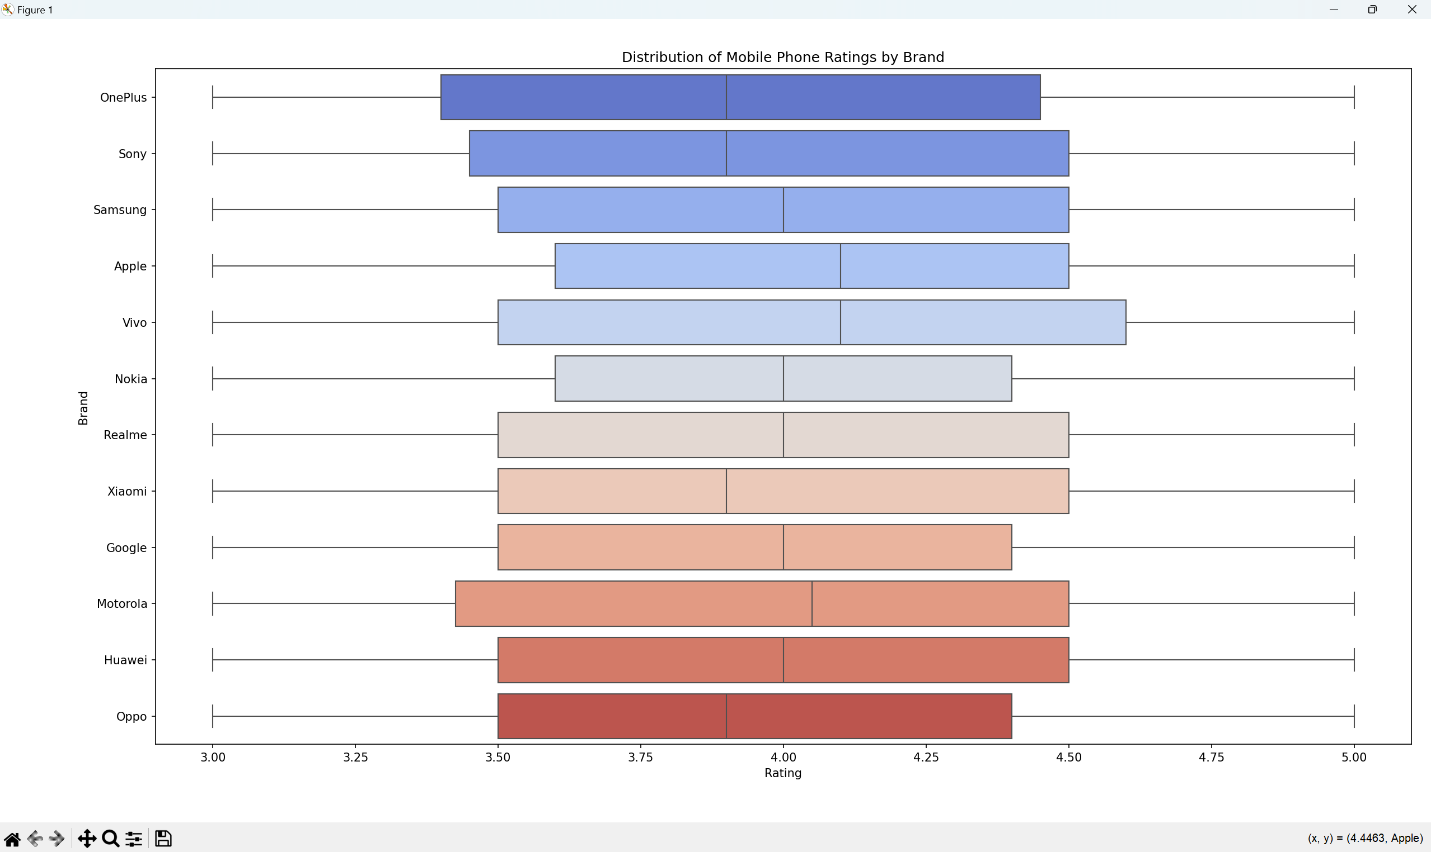 Figure 1
Distribution of Mobile Phone Ratings by Brand
OnePlus
Sony
Samsung
Apple
Vivo
Nokia
Realme
Xiaomi
Google
Motorola
Huawei
Oppo
Brand
3.00 3.25 3.50 3.75 4.00 4.25 4.50 4.75 5.00
Rating
(x, y) = (4.4463, Apple)